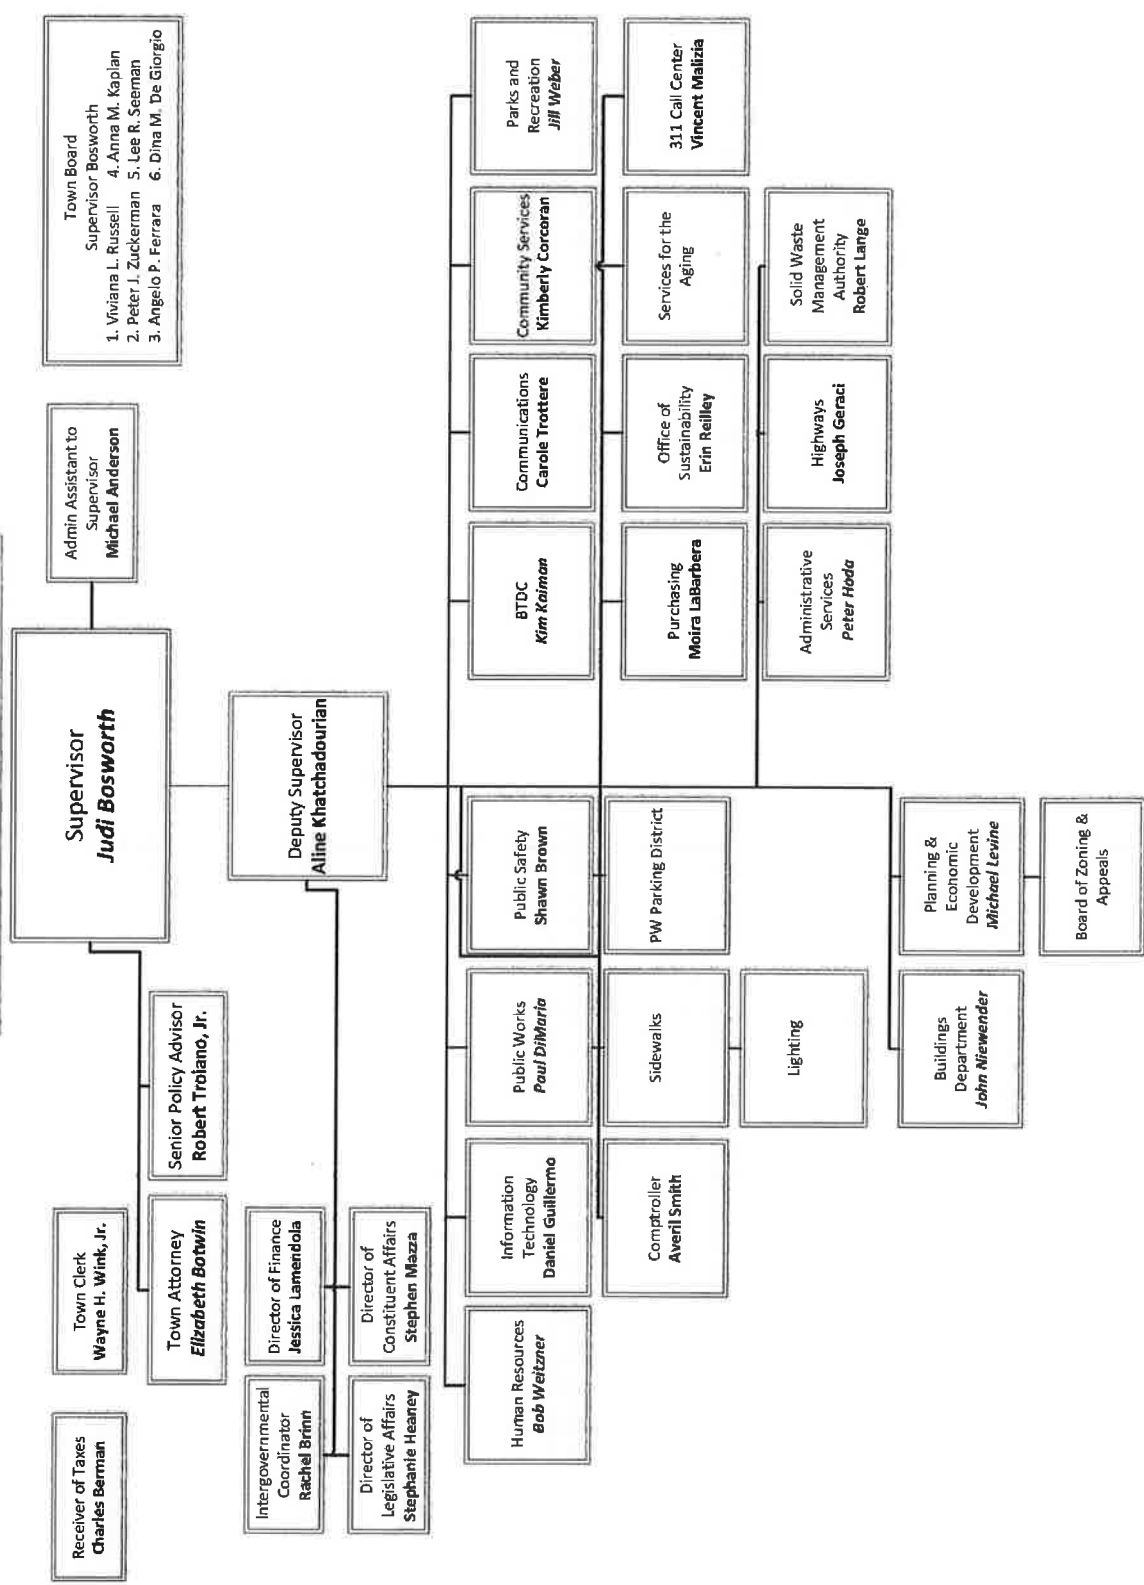 Receiver of Taxes
Charles Berman
Town Clerk
Wayne H. Wink, Jr.
Supervisor
Judi Bosworth
Admin Assistant to
Supervisor
Michael Anderson
Town Board
Supervisor Bosworth
1. Viviana L. Russell 4. Anna M. Kaplan
2. Peter J. Zuckerman 5. Lee R. Seeman
3. Angelo P. Ferrara 6. Dina M. De Giorgio
Town Attorney
Elizabeth Botwin
Senior Policy Advisor
Robert Troiano, Jr.
Deputy Supervisor
Aline Khatchadourian
Intergovernmental
Coordinator
Rachel Brinn
Director of Finance
Jessica Lamendola
Director of
Legislative Affairs
Stephanie Heaney
Director of
Constituent Affairs
Stephen Mazza
Human Resources
Bob Weitzner
Information
Technology
Daniel Guillermo
Public Works
Paul DiMaria
Public Safety
Shawn Brown
BTDC
Kim Kaiman
Communications
Carole Trottere
Community Services
Kimberly Corcoran
Parks and
Recreation
Jill Weber
Comptroller
Averil Smith
Sidewalks
PW Parking District
Purchasing
Moira LaBarbera
Office of
Sustainability
Erin Reilley
Services for the
Aging
311 Call Center
Vincent Malizia
Lighting
Administrative
Services
Peter Hoda
Highways
Joseph Geraci
Solid Waste
Management
Authority
Robert Lange
Buildings
Department
John Niewender
Planning &
Economic
Development
Michael Levine
Board of Zoning &
Appeals